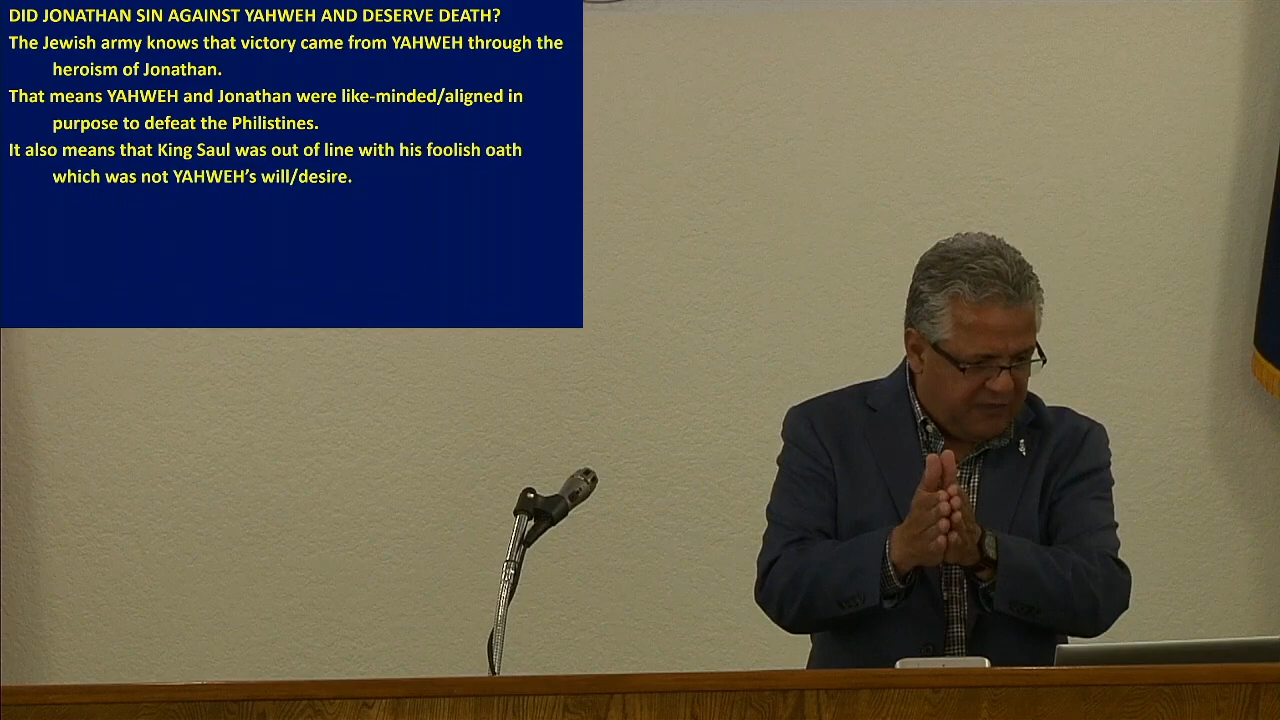 DID JONATHAN SIN AGAINST YAHWEH AND DESERVE DEATH?
The Jewish army knows that victory came from YAHWEH through the
heroism of Jonathan.
That means YAHWEH and Jonathan were like-minded/aligned in
purpose to defeat the Philistines.
It also means that King Saul was out of line with his foolish oath
which was not YAHWEH’s will/desire.